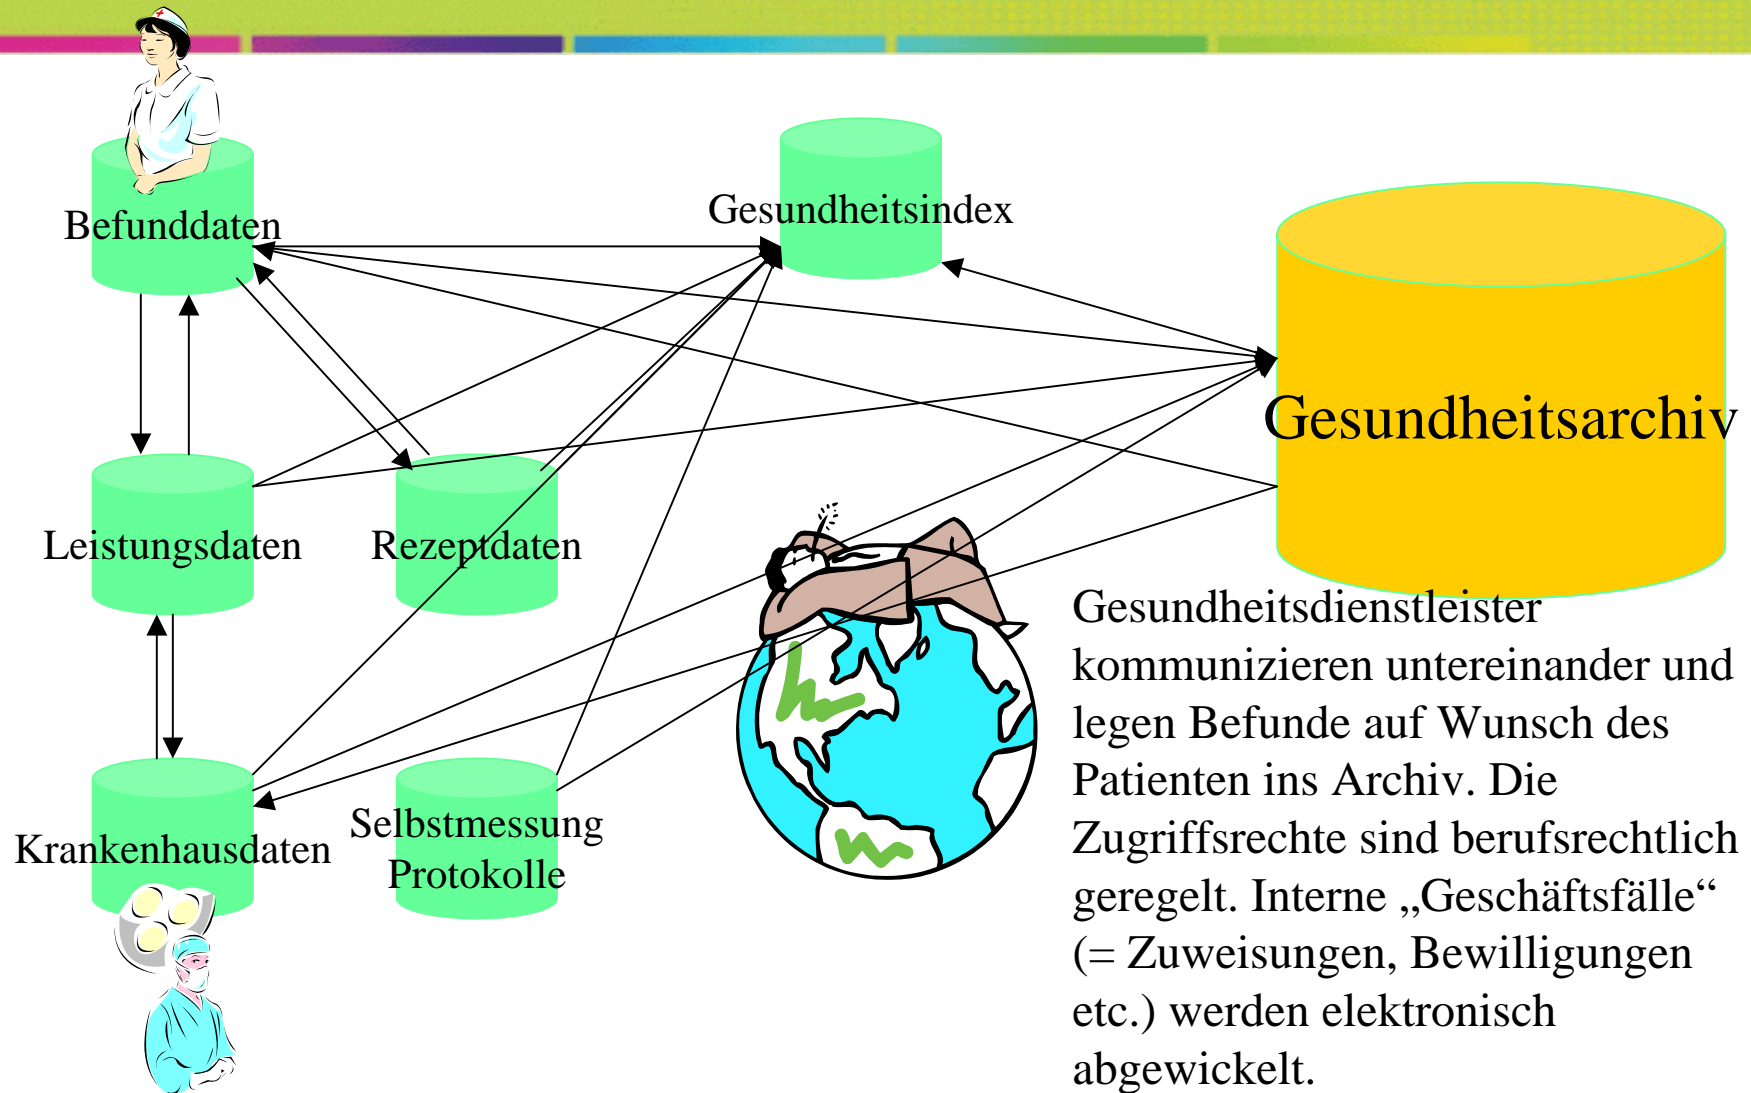 Befunddaten
Gesundheitsindex
Gesundheitsarchiv
Leistungsdaten
Rezeptdaten
Krankenhausdaten
Selbstmessung
Protokolle
Gesundheitsdienstleister
kommunizieren untereinander und
legen Befunde auf Wunsch des
Patienten ins Archiv. Die
Zugriffsrechte sind berufsrechtlich
geregelt. Interne „Geschäftsfälle“
(= Zuweisungen, Bewilligungen
etc.) werden elektronisch
abgewickelt.